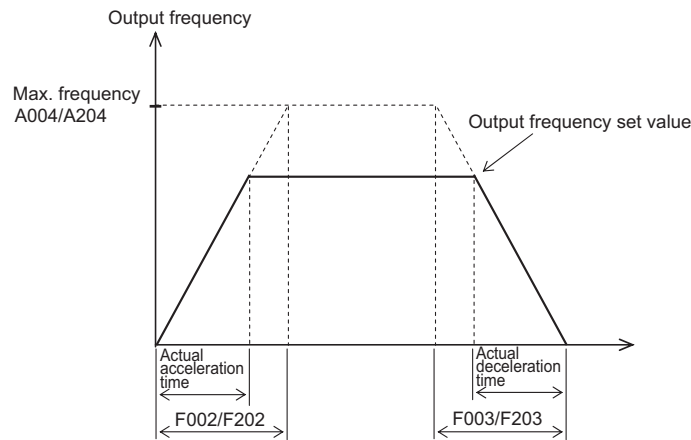 Output frequency
Max. frequency
A004/A204
Output frequency set value
Actual
acceleration
time
Actual
deceleration
time
F002/F202
F003/F203